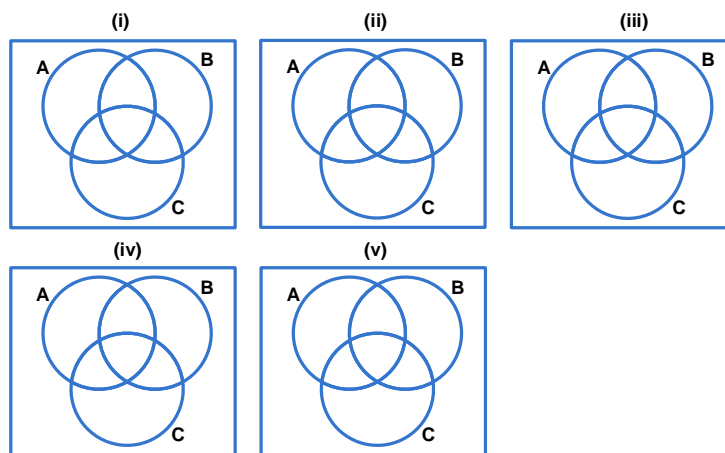 (i) (ii) (iii)
A B A B A B
C C C
(iv) (v)
A B A B
C C